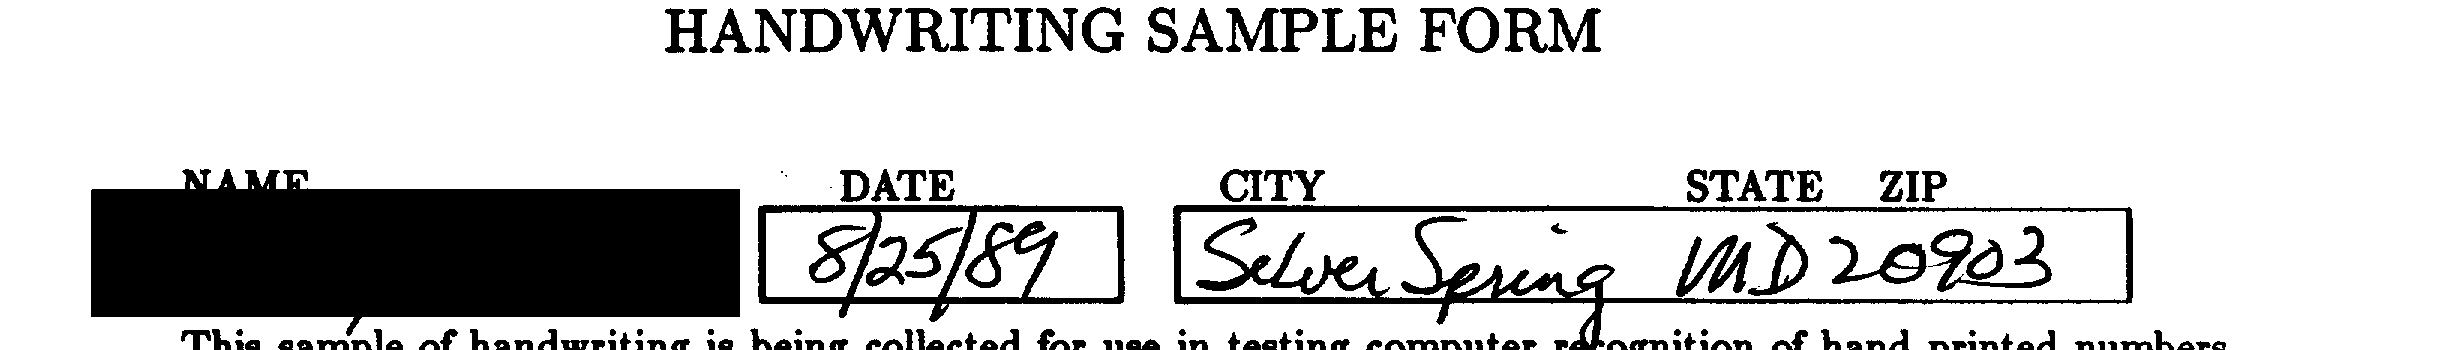 HANDWRITING SAMPLE FORM
NAME DATE CITY STATE ZIP
8/25/89 Silver Spring MD 20903
This sample of handwriting is being collected for use in testing computer recognition of hand printed numbers